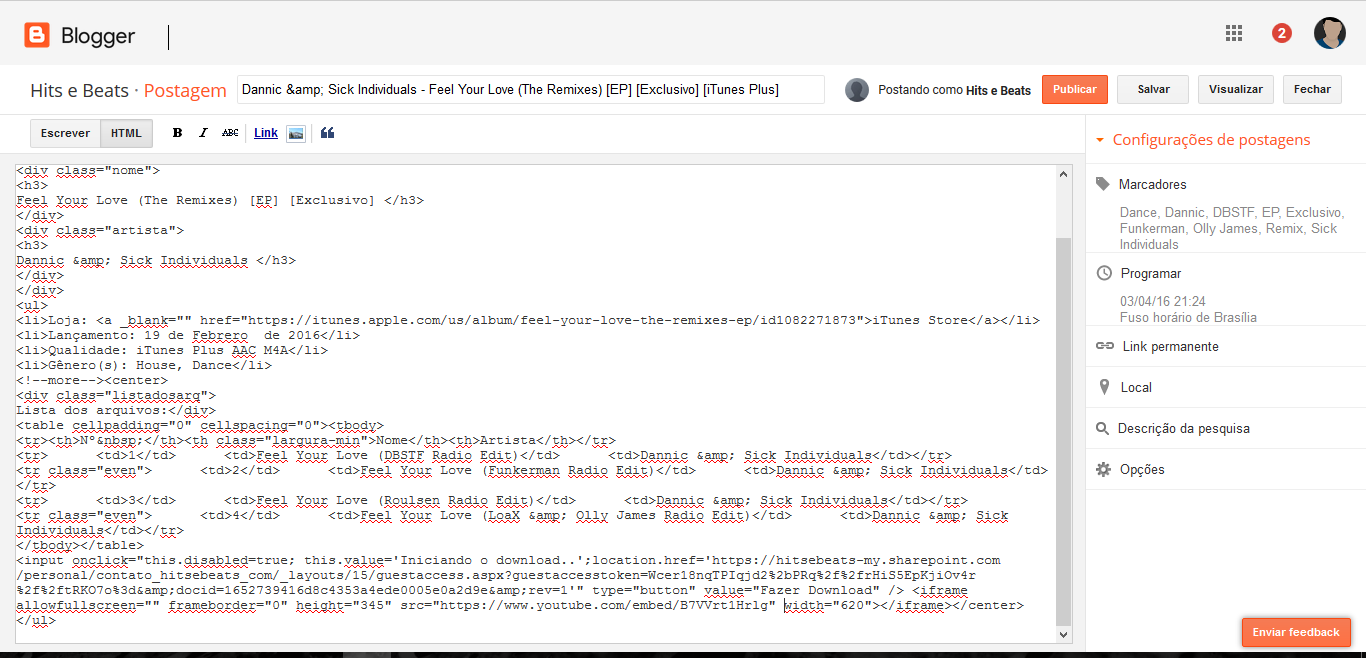 Blogger
2
Hits e Beats · Postagem
Dannic &amp; Sick Individuals - Feel Your Love (The Remixes) [EP] [Exclusivo] [iTunes Plus]
Postando como Hits e Beats
Publicar
Salvar
Visualizar
Fechar
Escrever
HTML
B
I
ABC
Link
<div class="nome">
<h3>
Feel Your Love (The Remixes) [EP] [Exclusivo] </h3>
</div>
<div class="artista">
<h3>
Dannic &amp; Sick Individuals </h3>
</div>
</div>
<ul>
<li>Loja: <a _blank="" href="https://itunes.apple.com/us/album/feel-your-love-the-remixes-ep/id1082271873">iTunes Store</a></li>
<li>Lançamento: 19 de Febrero  de 2016</li>
<li>Qualidade: iTunes Plus AAC M4A</li>
<li>Gênero(s): House, Dance</li>
<!--more--><center>
<div class="listadosarq">
Lista dos arquivos:</div>
<table cellpadding="0" cellspacing="0"><tbody>
<tr><th>N°&nbsp;</th><th class="largura-min">Nome</th><th>Artista</th></tr>
<tr>      <td>1</td>      <td>Feel Your Love (DBSTF Radio Edit)</td>      <td>Dannic &amp; Sick Individuals</td></tr>
<tr class="even">      <td>2</td>      <td>Feel Your Love (Funkerman Radio Edit)</td>      <td>Dannic &amp; Sick Individuals</td>
</tr>
<tr>      <td>3</td>      <td>Feel Your Love (Roulsen Radio Edit)</td>      <td>Dannic &amp; Sick Individuals</td></tr>
<tr class="even">      <td>4</td>      <td>Feel Your Love (LoaX &amp; Olly James Radio Edit)</td>      <td>Dannic &amp; Sick
Individuals</td></tr>
</tbody></table>
<input onclick="this.disabled=true; this.value='Iniciando o download..';location.href='https://hitsebeats-my.sharepoint.com
/personal/contato_hitsebeats_com/_layouts/15/guestaccess.aspx?guestaccesstoken=Wcer18nqTPIqjd2%2bPRq%2f%2frHiS5EpKjiOv4r
%2f%2ftRKO7o%3d&amp;docid=1652739416d8c4353a4ede0005e0a2d9e&amp;rev=1'" type="button" value="Fazer Download" /> <iframe
allowfullscreen="" frameborder="0" height="345" src="https://www.youtube.com/embed/B7VVrt1Hrlg" width="620"></iframe></center>
</ul>
Configurações de postagens
Marcadores
Dance, Dannic, DBSTF, EP, Exclusivo,
Funkerman, Olly James, Remix, Sick
Individuals
Programar
03/04/16 21:24
Fuso horário de Brasília
Link permanente
Local
Descrição da pesquisa
Opções
Enviar feedback